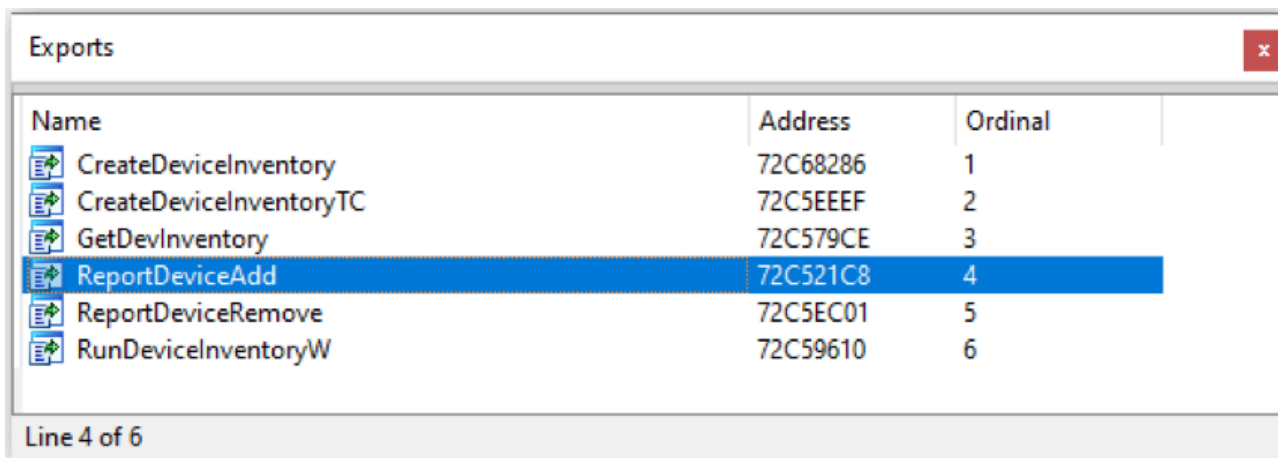 Exports
x
Name Address Ordinal
CreateDeviceInventory 72C68286 1
CreateDeviceInventoryTC 72C5EEEF 2
GetDevInventory 72C579CE 3
ReportDeviceAdd 72C521C8 4
ReportDeviceRemove 72C5EC01 5
RunDeviceInventoryW 72C59610 6
Line 4 of 6